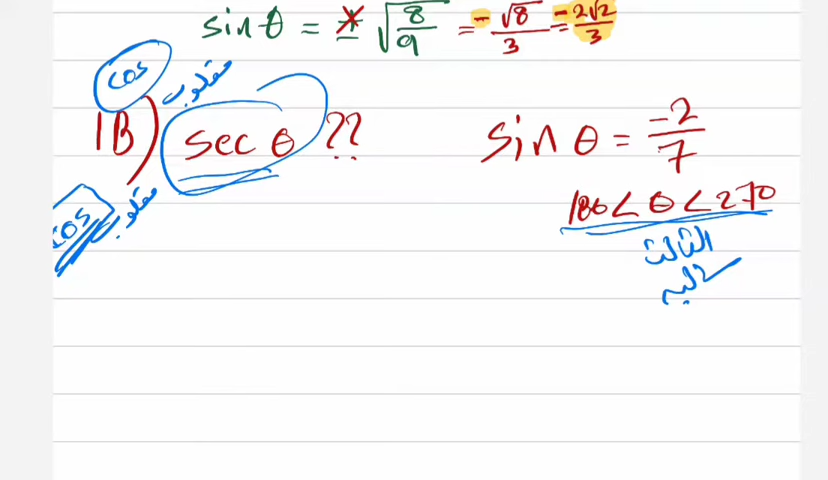 sin θ = ± √8/9 = - √8/3 = - 2√2/3
cos
مقلوب
1B) sec θ ?? sin θ = -2/7
مقلوب cos
180 < θ < 270
الثالث
سالبه